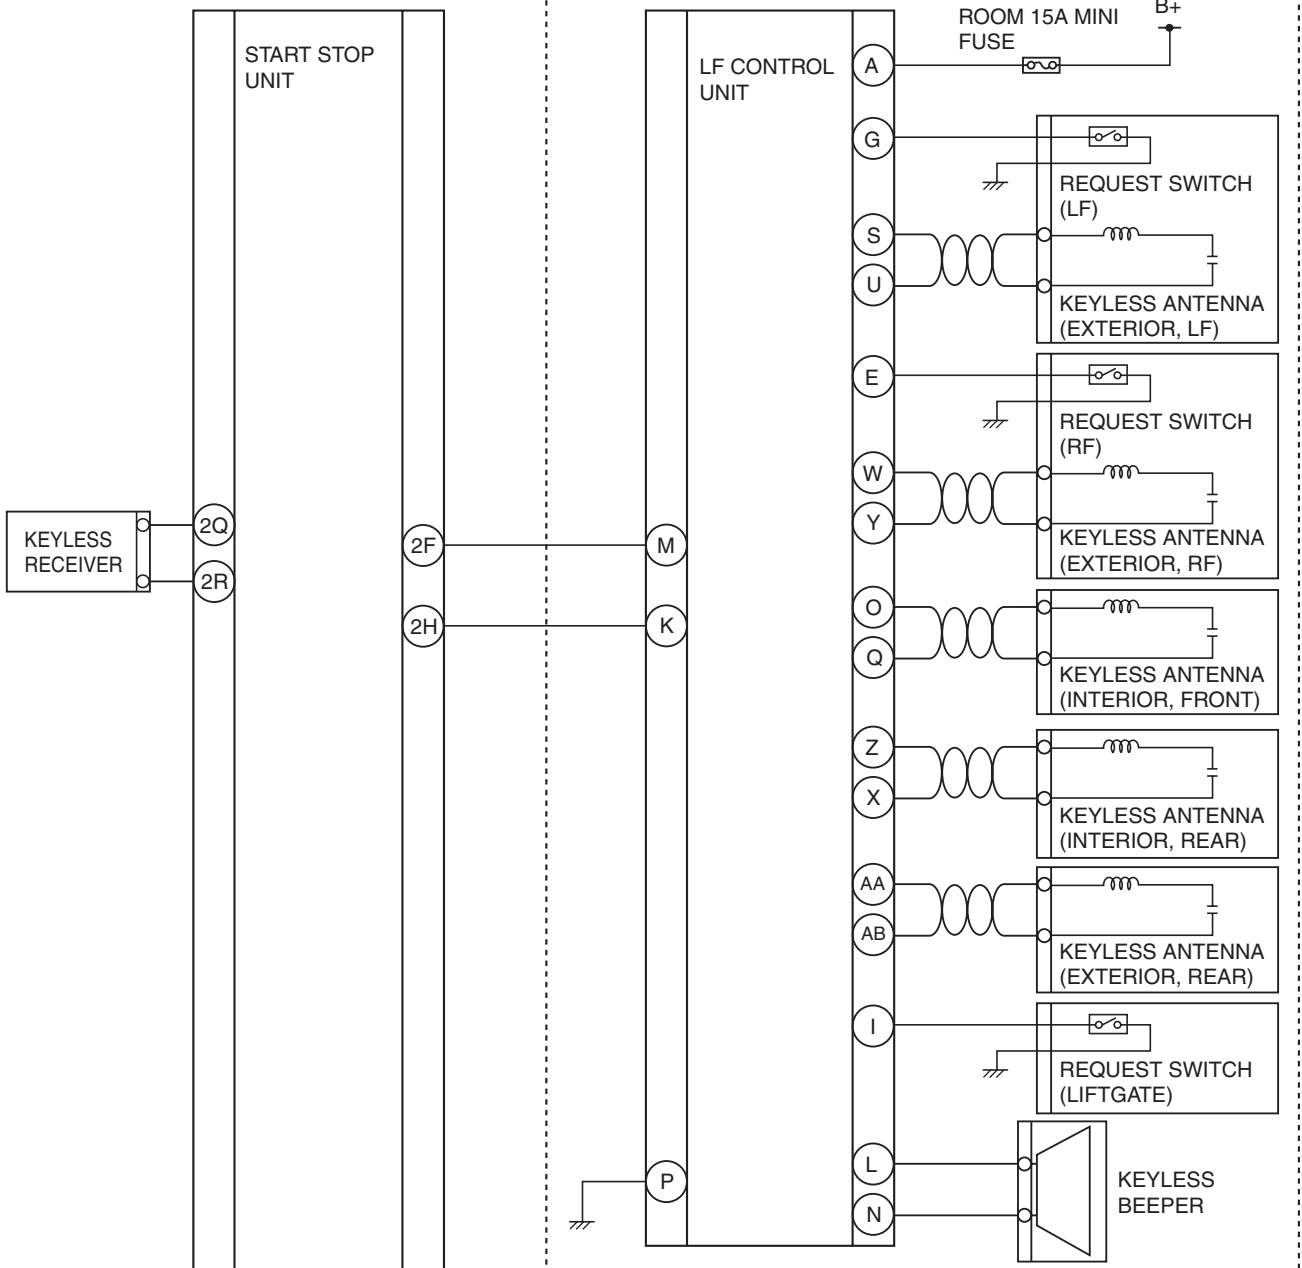 B+
ROOM 15A MINI
FUSE
START STOP
UNIT
LF CONTROL
UNIT
A
G
REQUEST SWITCH
(LF)
S
U
KEYLESS ANTENNA
(EXTERIOR, LF)
E
REQUEST SWITCH
(RF)
W
Y
KEYLESS ANTENNA
(EXTERIOR, RF)
KEYLESS
RECEIVER
2Q
2R
2F
2H
M
K
O
Q
KEYLESS ANTENNA
(INTERIOR, FRONT)
Z
X
KEYLESS ANTENNA
(INTERIOR, REAR)
AA
AB
KEYLESS ANTENNA
(EXTERIOR, REAR)
I
REQUEST SWITCH
(LIFTGATE)
P
L
N
KEYLESS
BEEPER